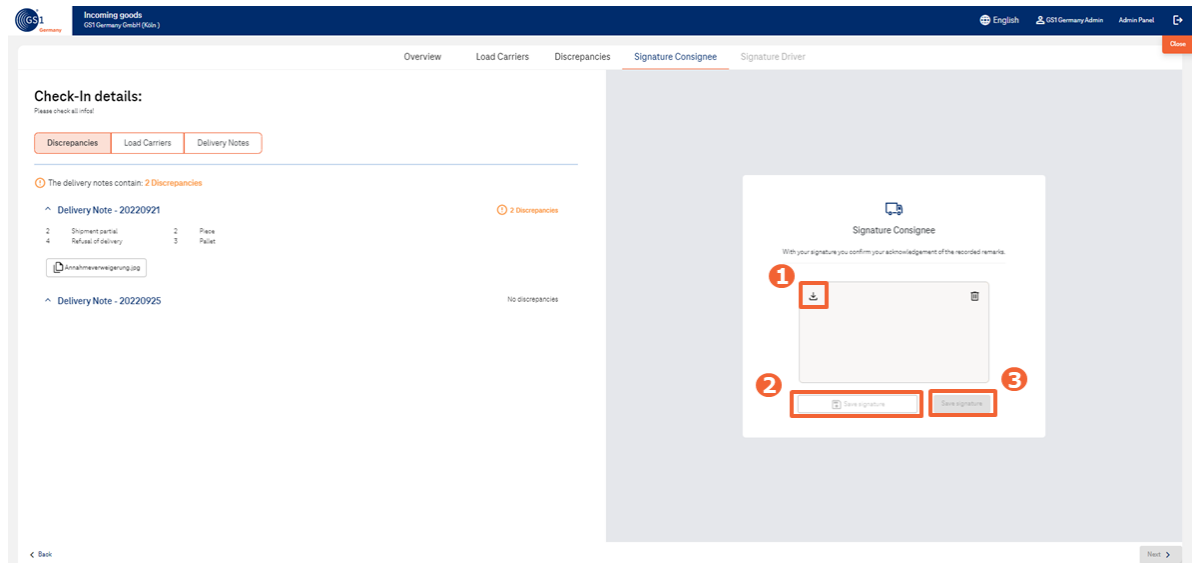 GS1
Germany
Incoming goods
GS1 Germany GmbH (Köln )
English
GS1 Germany Admin
Admin Panel
Close
Overview
Load Carriers
Discrepancies
Signature Consignee
Signature Driver
Check-In details:
Please check all infos!
Discrepancies
Load Carriers
Delivery Notes
The delivery notes contain: 2 Discrepancies
Delivery Note - 20220921
2 Discrepancies
2 Shipment partial 2 Piece
4 Refusal of delivery 3 Pallet
Annahmeverweigerung.jpg
Delivery Note - 20220925
No discrepancies
Signature Consignee
With your signature you confirm your acknowledgement of the recorded remarks.
1
2
3
Save signature
Save signature
Back
Next